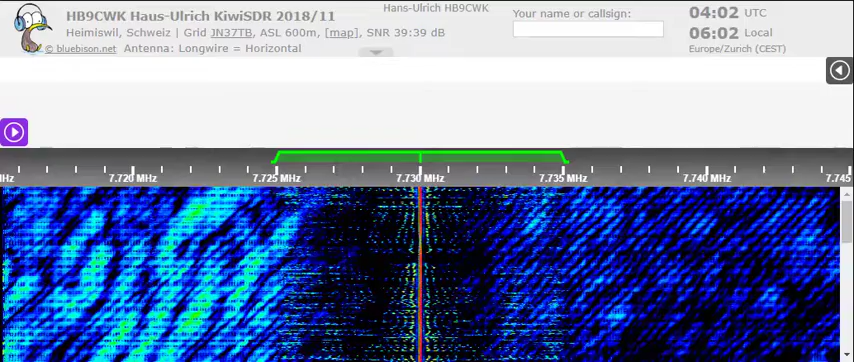 HB9CWK Haus-Ulrich KiwiSDR 2018/11
Heimiswil, Schweiz | Grid JN37TB, ASL 600m, [map], SNR 39:39 dB
© bluebison.net Antenna: Longwire = Horizontal
Hans-Ulrich HB9CWK
Your name or callsign:
04:02 UTC
06:02 Local
Europe/Zurich (CEST)
MHz 7.720 MHz 7.725 MHz 7.730 MHz 7.735 MHz 7.740 MHz 7.745